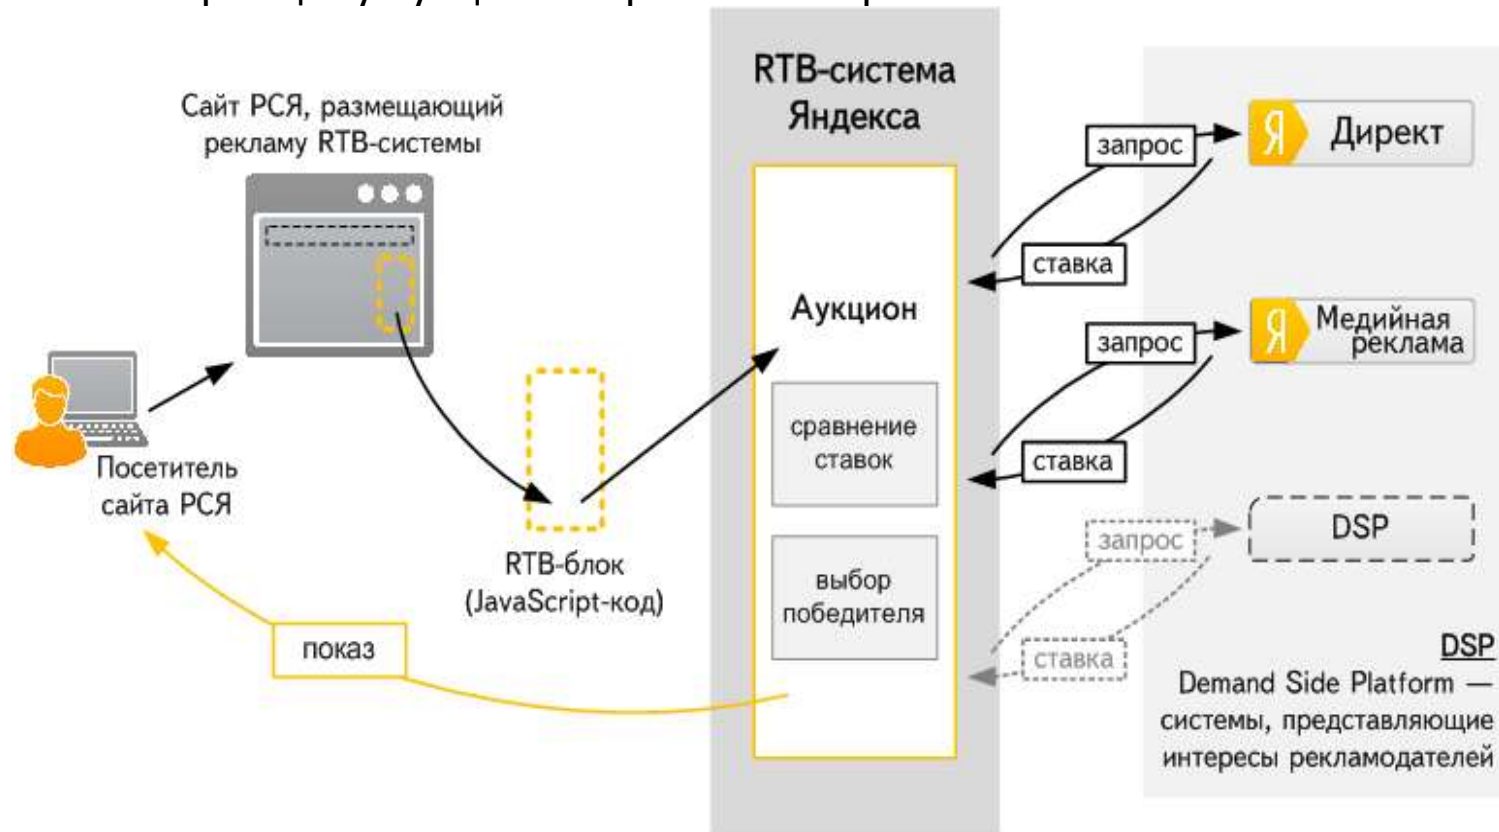 Сайт РСЯ, размещающий
рекламу RTB-системы
Посетитель
сайта РСЯ
RTB-блок
(JavaScript-код)
показ
RTB-система
Яндекса
Аукцион
сравнение
ставок
выбор
победителя
запрос
ставка
Я Директ
запрос
ставка
Я Медийная
реклама
запрос
ставка
DSP
DSP
Demand Side Platform —
системы, представляющие
интересы рекламодателей